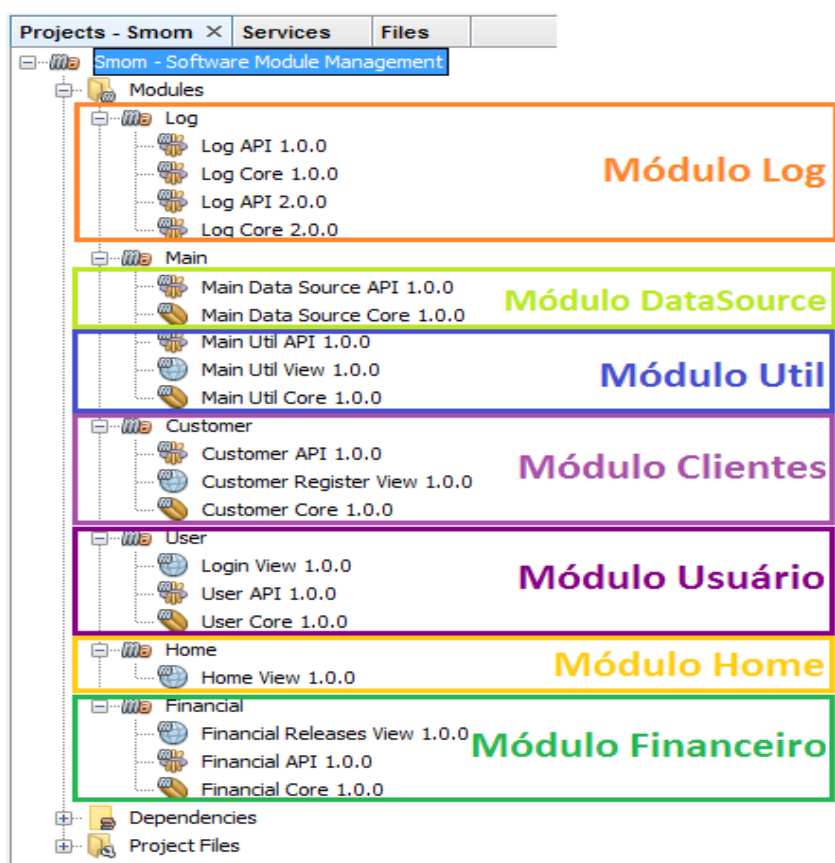 Projects - Smom × Services Files
Smom - Software Module Management
Modules
Log
Log API 1.0.0
Log Core 1.0.0
Log API 2.0.0
Log Core 2.0.0
Módulo Log
Main
Main Data Source API 1.0.0
Main Data Source Core 1.0.0
Módulo DataSource
Main Util API 1.0.0
Main Util View 1.0.0
Main Util Core 1.0.0
Módulo Util
Customer
Customer API 1.0.0
Customer Register View 1.0.0
Customer Core 1.0.0
Módulo Clientes
User
Login View 1.0.0
User API 1.0.0
User Core 1.0.0
Módulo Usuário
Home
Home View 1.0.0
Módulo Home
Financial
Financial Releases View 1.0.0
Financial API 1.0.0
Financial Core 1.0.0
Módulo Financeiro
Dependencies
Project Files